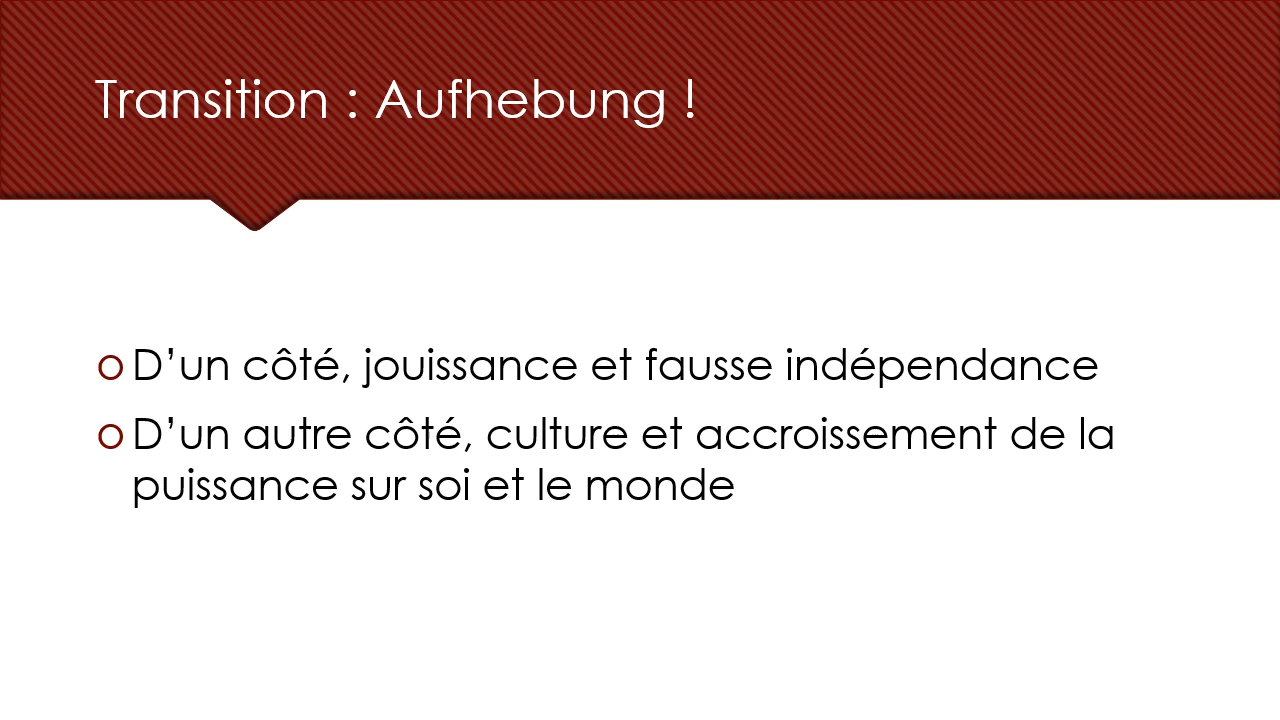 Transition : Aufhebung !
D’un côté, jouissance et fausse indépendance
D’un autre côté, culture et accroissement de la
puissance sur soi et le monde